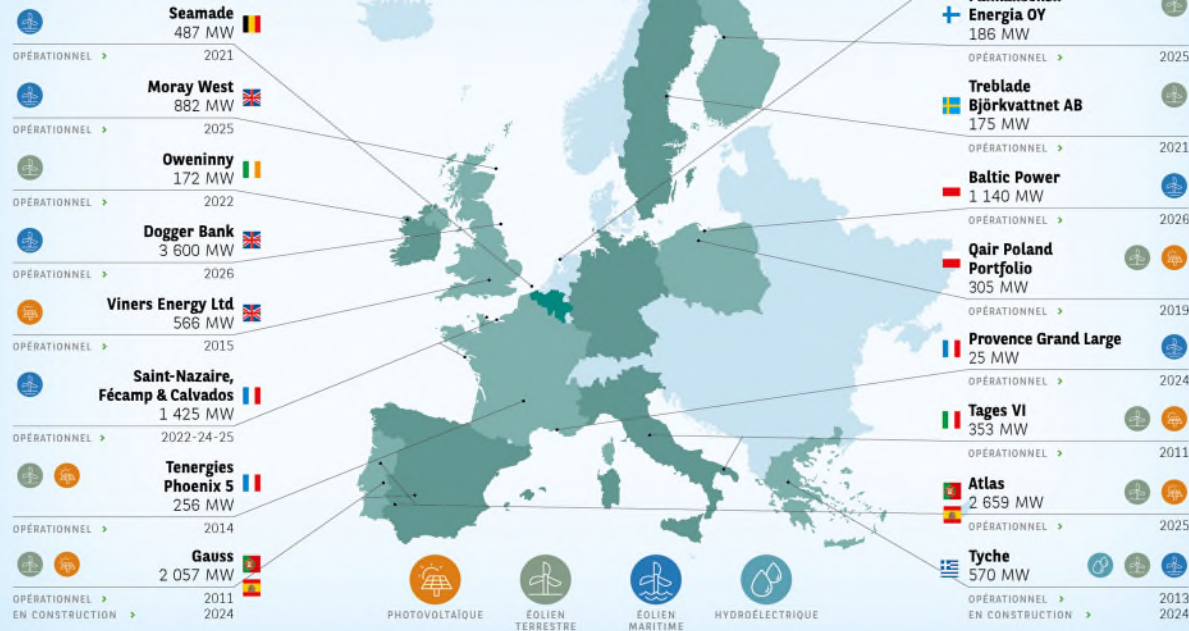 Seamade
487 MW
OPÉRATIONNEL > 2021
Moray West
882 MW
OPÉRATIONNEL > 2025
Oweninny
172 MW
OPÉRATIONNEL > 2022
Dogger Bank
3 600 MW
OPÉRATIONNEL > 2026
Viners Energy Ltd
566 MW
OPÉRATIONNEL > 2015
Saint-Nazaire,
Fécamp & Calvados
1 425 MW
OPÉRATIONNEL > 2022-24-25
Tenergies
Phoenix 5
256 MW
OPÉRATIONNEL > 2014
Gauss
2 057 MW
OPÉRATIONNEL > 2011
EN CONSTRUCTION > 2024
PHOTOVOLTAÏQUE
ÉOLIEN
TERRESTRE
ÉOLIEN
MARITIME
HYDROÉLECTRIQUE
Energia OY
186 MW
OPÉRATIONNEL > 2025
Treblade
Björkvattnet AB
175 MW
OPÉRATIONNEL > 2021
Baltic Power
1 140 MW
OPÉRATIONNEL > 2026
Qair Poland
Portfolio
305 MW
OPÉRATIONNEL > 2019
Provence Grand Large
25 MW
OPÉRATIONNEL > 2024
Tages VI
353 MW
OPÉRATIONNEL > 2011
Atlas
2 659 MW
OPÉRATIONNEL > 2025
Tyche
570 MW
OPÉRATIONNEL > 2013
EN CONSTRUCTION > 2024